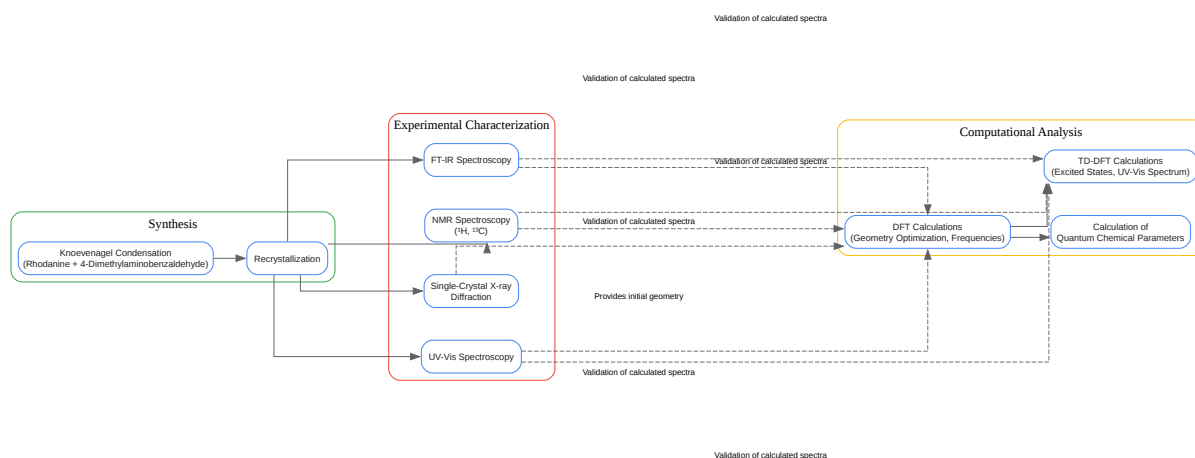 Validation of calculated spectra
Validation of calculated spectra
Experimental Characterization
Computational Analysis
FT-IR Spectroscopy
Validation of calculated spectra
TD-DFT Calculations
(Excited States, UV-Vis Spectrum)
Synthesis
NMR Spectroscopy
(¹H, ¹³C)
Validation of calculated spectra
DFT Calculations
(Geometry Optimization, Frequencies)
Calculation of
Quantum Chemical Parameters
Knoevenagel Condensation
(Rhodanine + 4-Dimethylaminobenzaldehyde)
Recrystallization
Single-Crystal X-ray
Diffraction
Provides initial geometry
UV-Vis Spectroscopy
Validation of calculated spectra
Validation of calculated spectra